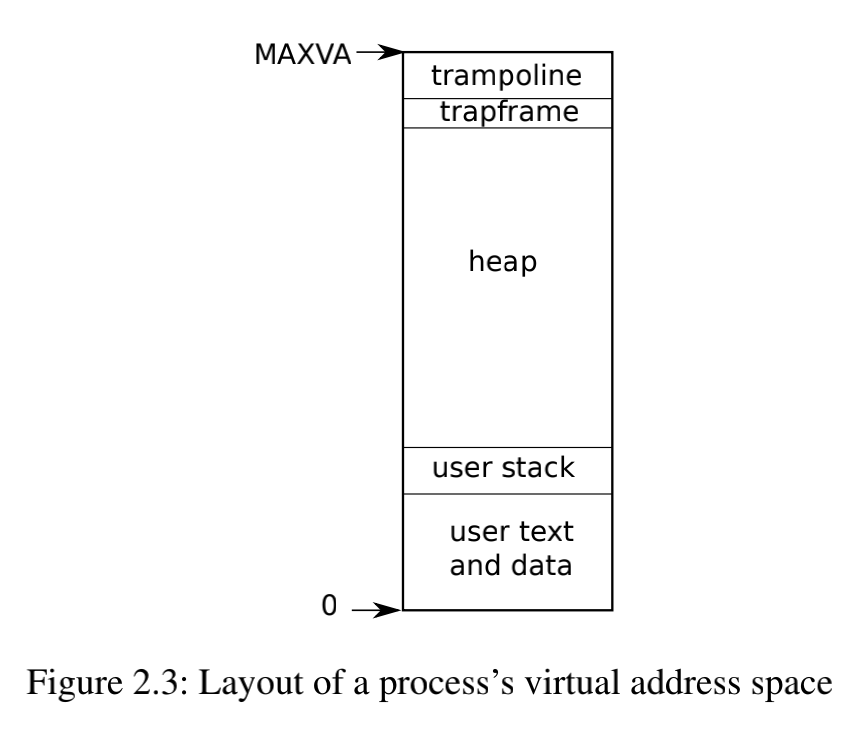 MAXVA
trampoline
trapframe
heap
user stack
user text
and data
0
Figure 2.3: Layout of a process’s virtual address space